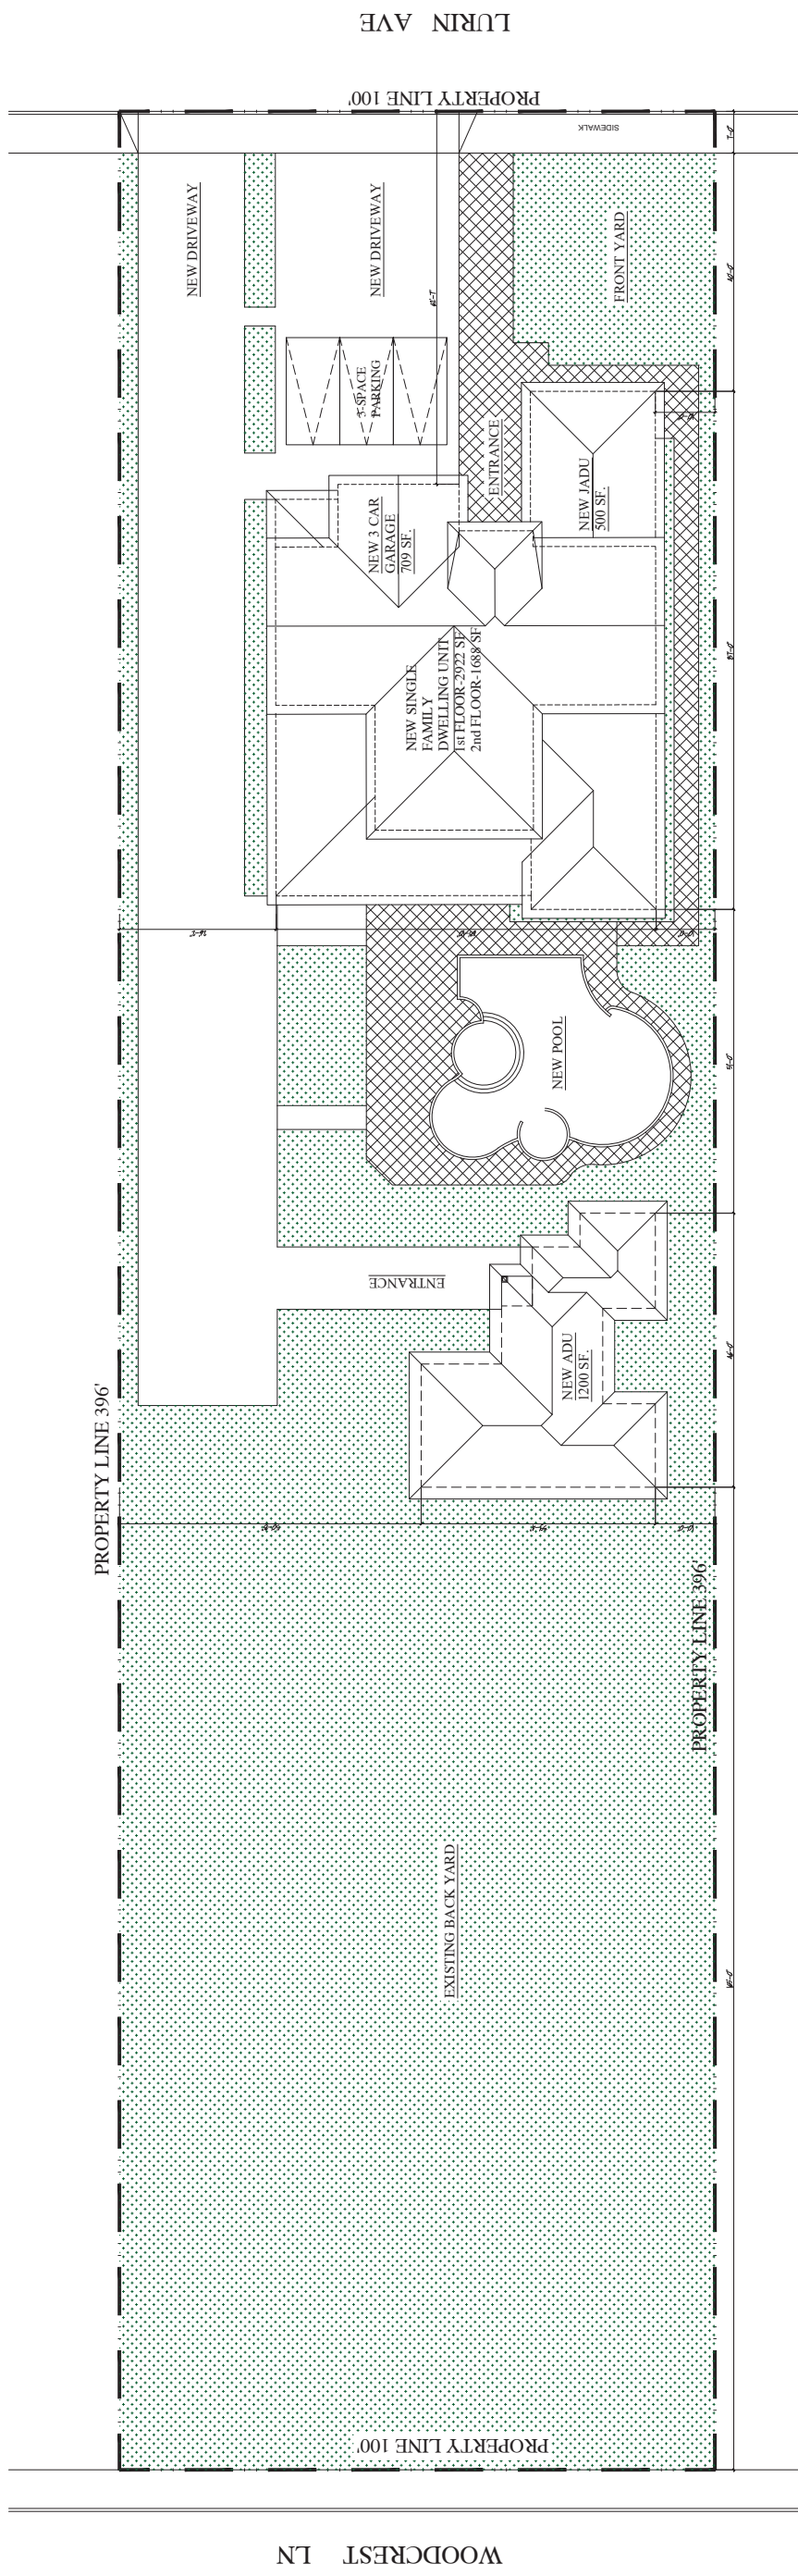 LURIN AVE
PROPERTY LINE 100'
SIDEWALK
NEW DRIVEWAY
NEW DRIVEWAY
FRONT YARD
3-SPACE
PARKING
ENTRANCE
NEW JADU
500 SF.
NEW 3 CAR
GARAGE
709 SF.
NEW SINGLE
FAMILY
DWELLING UNIT
1st FLOOR-2922 SF
2nd FLOOR-1688 SF
NEW POOL
ENTRANCE
NEW ADU
1200 SF.
PROPERTY LINE 396'
PROPERTY LINE 396'
EXISTING BACK YARD
PROPERTY LINE 100'
WOODCREST LN